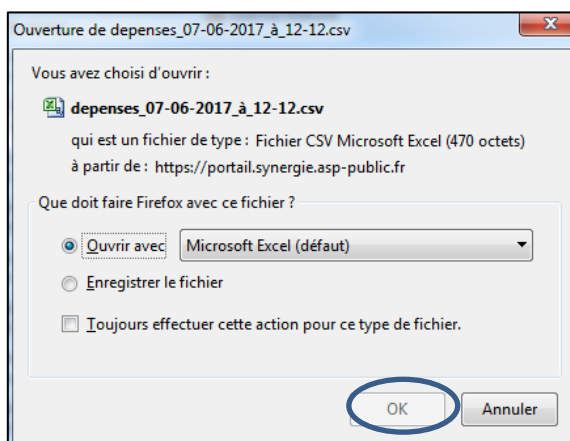 Ouverture de depenses_07-06-2017_à_12-12.csv
Vous avez choisi d'ouvrir :
depenses_07-06-2017_à_12-12.csv
qui est un fichier de type : Fichier CSV Microsoft Excel (470 octets)
à partir de : https://portail.synergie.asp-public.fr
Que doit faire Firefox avec ce fichier ?
Ouvrir avec Microsoft Excel (défaut)
Enregistrer le fichier
Toujours effectuer cette action pour ce type de fichier.
OK Annuler